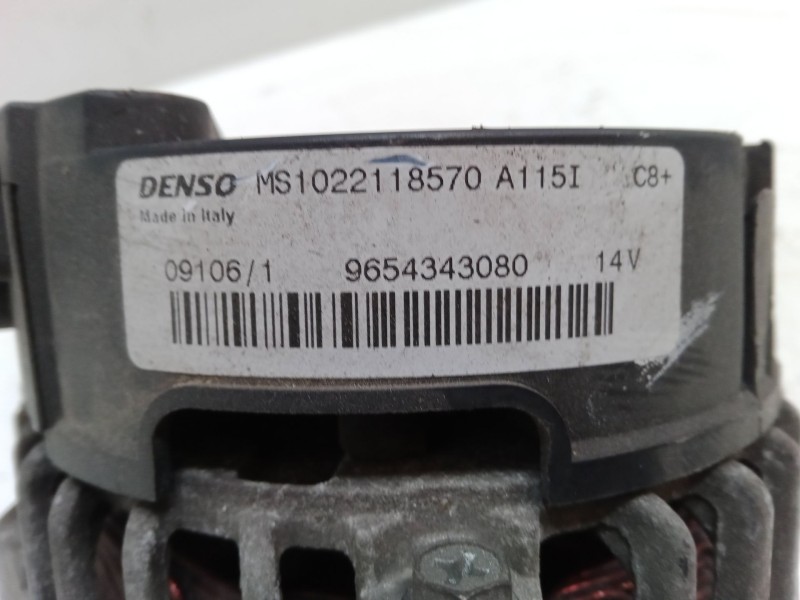 DENSO MS1022118570 A115I C8+
Made in Italy
09106/1 9654343080 14V